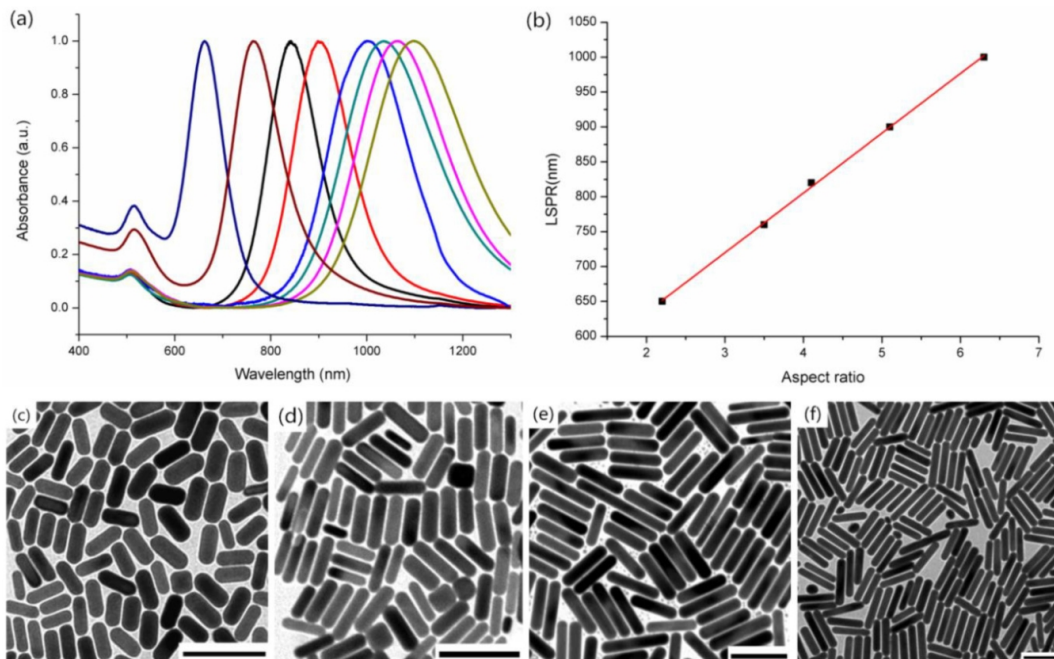 (a)
Absorbance (a.u.)
1.0
0.8
0.6
0.4
0.2
0.0
400 600 800 1000 1200
Wavelength (nm)
(b)
LSPR(nm)
1000
950
900
850
800
750
700
650
600
2 3 4 5 6 7
Aspect ratio
(c)
(d)
(e)
(f)